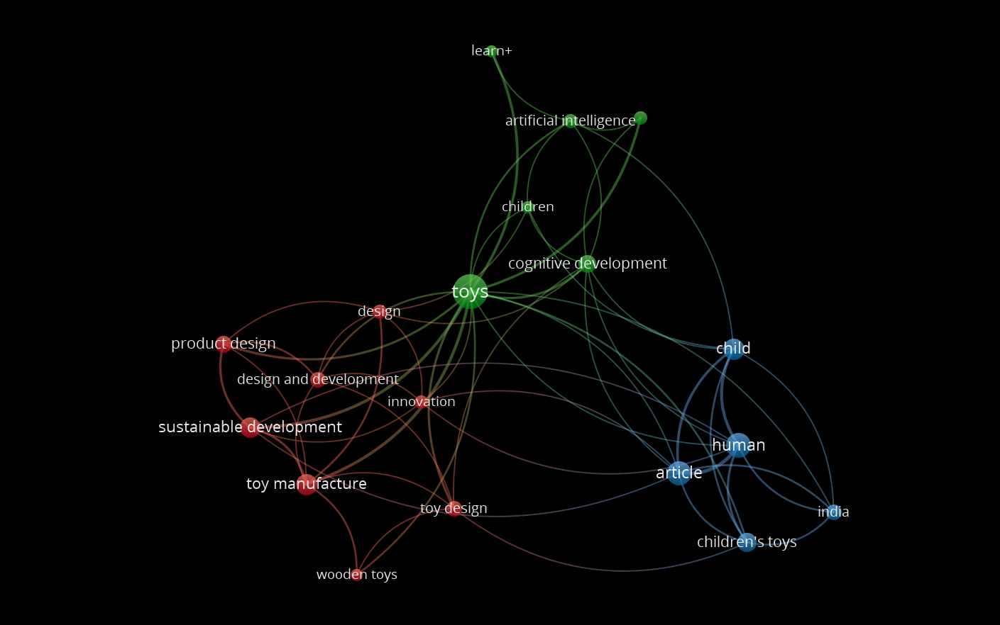 learn+
artificial intelligence
children
cognitive development
toys
design
product design
child
design and development
innovation
sustainable development
human
article
toy manufacture
toy design
india
children's toys
wooden toys